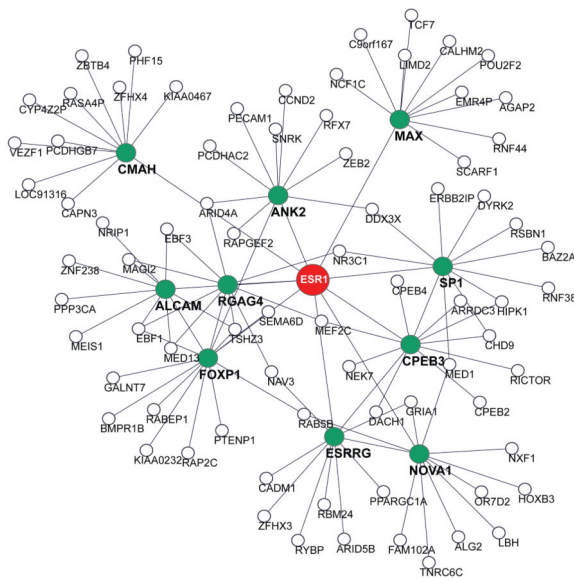 TCF7
C9orf167
CALHM2
LIMD2
POU2F2
NCF1C
EMR4P
AGAP2
MAX
RNF44
SCARF1
PHF15
ZBTB4
ZFHX4
KIAA0467
RASA4P
CYP4Z2P
PCDHGB7
VEZF1
CMAH
LOC91316
CAPN3
CCND2
PECAM1
RFX7
SNRK
PCDHAC2
ZEB2
ANK2
ARID4A
DDX3X
RAPGEF2
NRIP1
EBF3
MAGI2
ZNF238
PPP3CA
ALCAM
RGAG4
ESR1
NR3C1
ERBB2IP
DYRK2
RSBN1
BAZ2A
SP1
RNF38
CPEB4
ARRDC3
HIPK1
MEIS1
EBF1
TSHZ3
SEMA6D
MEF2C
MED13
FOXP1
CHD9
CPEB3
MED1
RICTOR
NEK7
NAV3
GALNT7
BMPR1B
RABEP1
PTENP1
KIAA0232
RAP2C
RAB5B
DACH1
GRIA1
CPEB2
ESRRG
NOVA1
NXF1
CADM1
PPARGC1A
OR7D2
HOXB3
ZFHX3
RBM24
RYBP
ARID5B
FAM102A
ALG2
LBH
TNRC6C